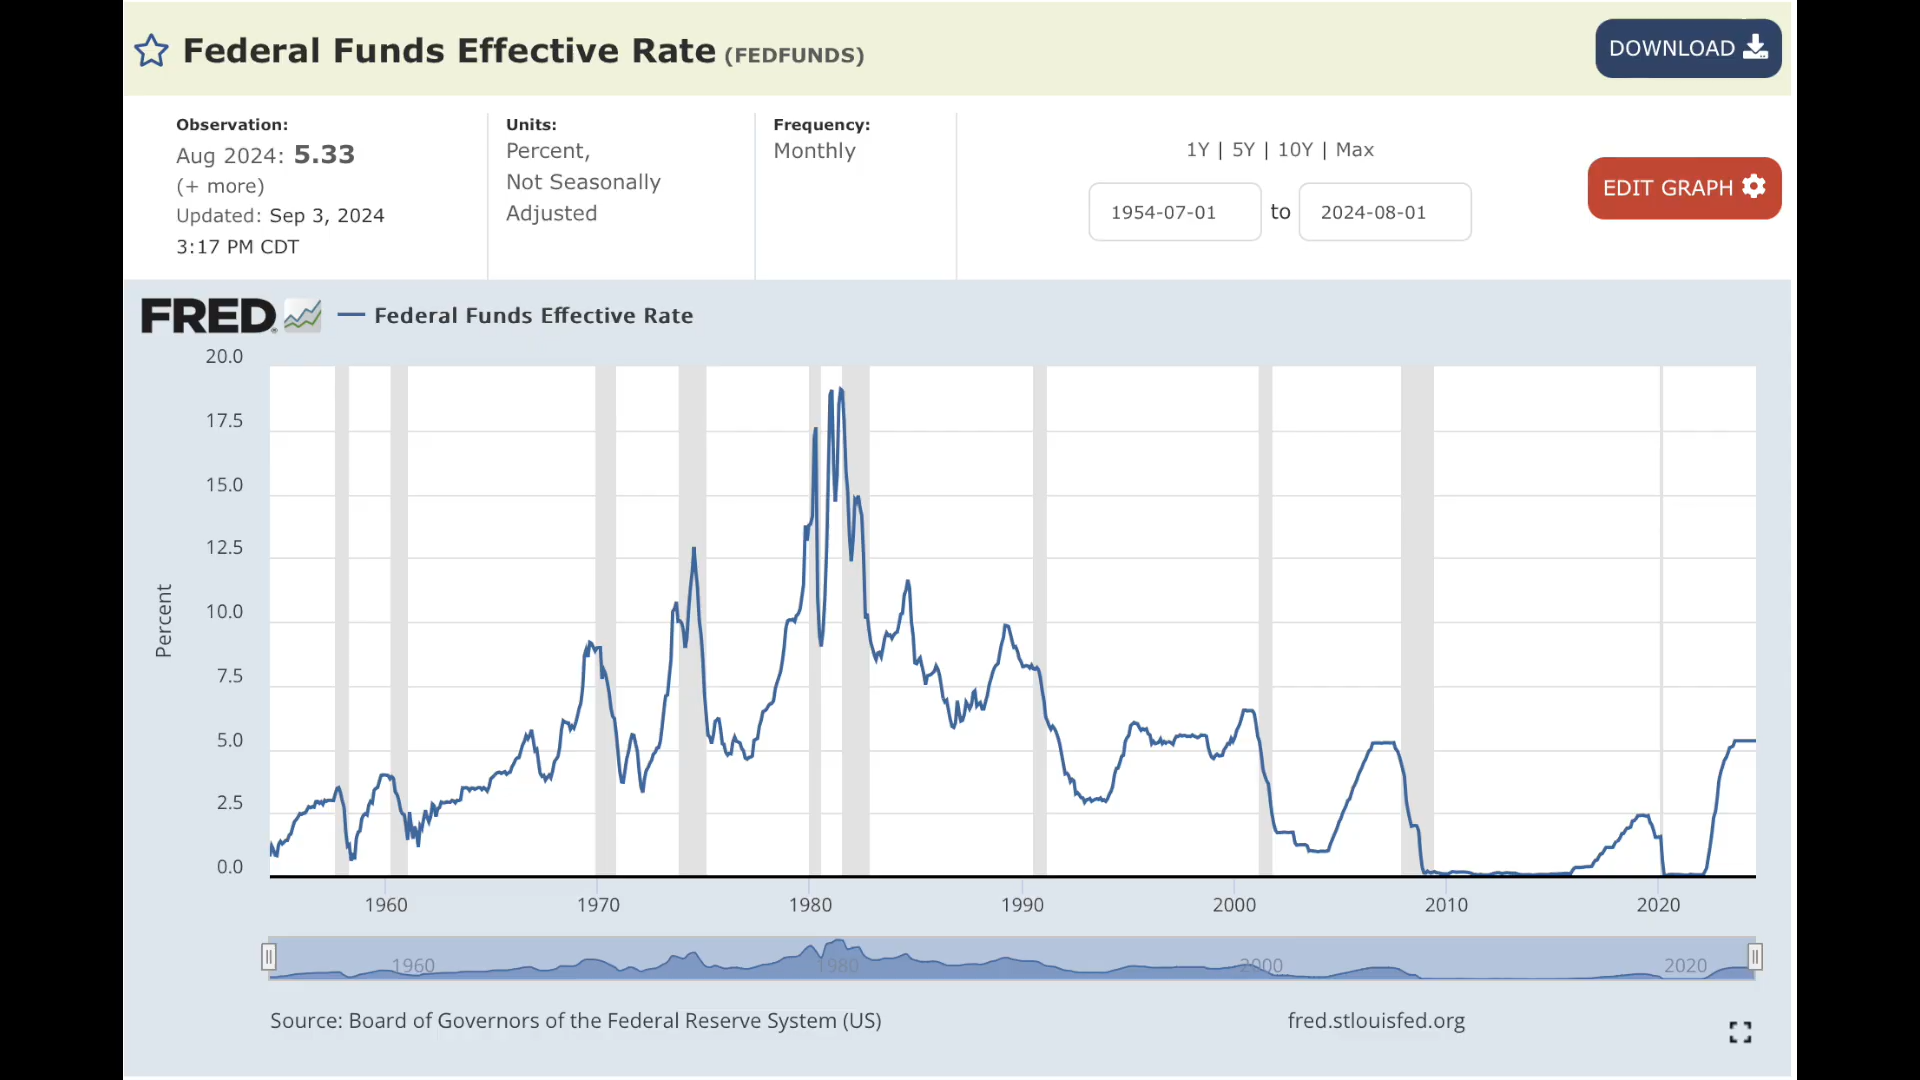 Federal Funds Effective Rate (FEDFUNDS)
DOWNLOAD
Observation:
Aug 2024: 5.33
(+ more)
Updated: Sep 3, 2024
3:17 PM CDT
Units:
Percent,
Not Seasonally
Adjusted
Frequency:
Monthly
1Y | 5Y | 10Y | Max
1954-07-01 to 2024-08-01
EDIT GRAPH
FRED
Federal Funds Effective Rate
Percent
20.0
17.5
15.0
12.5
10.0
7.5
5.0
2.5
0.0
1960 1970 1980 1990 2000 2010 2020
1960 1980 2000 2020
Source: Board of Governors of the Federal Reserve System (US)
fred.stlouisfed.org